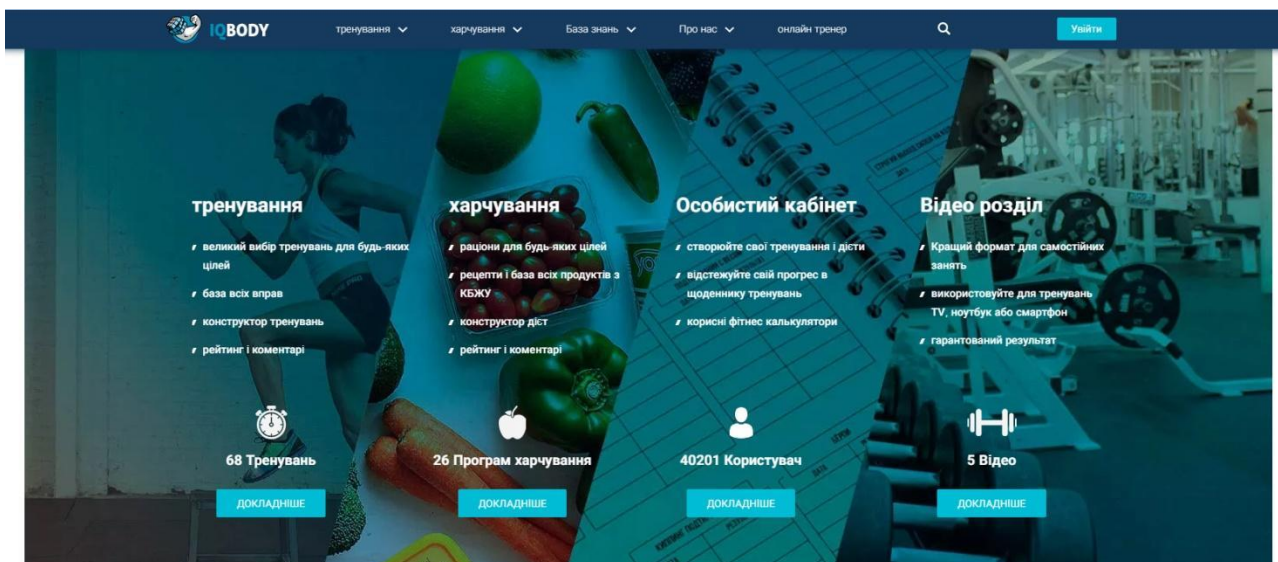 IQBODY
тренування
харчування
База знань
Про нас
онлайн тренер
Увійти
тренування
великий вибір тренувань для будь-яких
цілей
база всіх вправ
конструктор тренувань
рейтинг і коментарі
68 Тренувань
ДОКЛАДНІШЕ
харчування
раціони для будь-яких цілей
рецепти і база всіх продуктів з
КБЖУ
конструктор дієт
рейтинг і коментарі
26 Програм харчування
ДОКЛАДНІШЕ
Особистий кабінет
створюйте свої тренування і дієти
відстежуйте свій прогрес в
щоденнику тренувань
корисні фітнес калькулятори
40201 Користувач
ДОКЛАДНІШЕ
Відео розділ
Кращий формат для самостійних
занять
використовуйте для тренувань
TV, ноутбук або смартфон
гарантований результат
5 Відео
ДОКЛАДНІШЕ